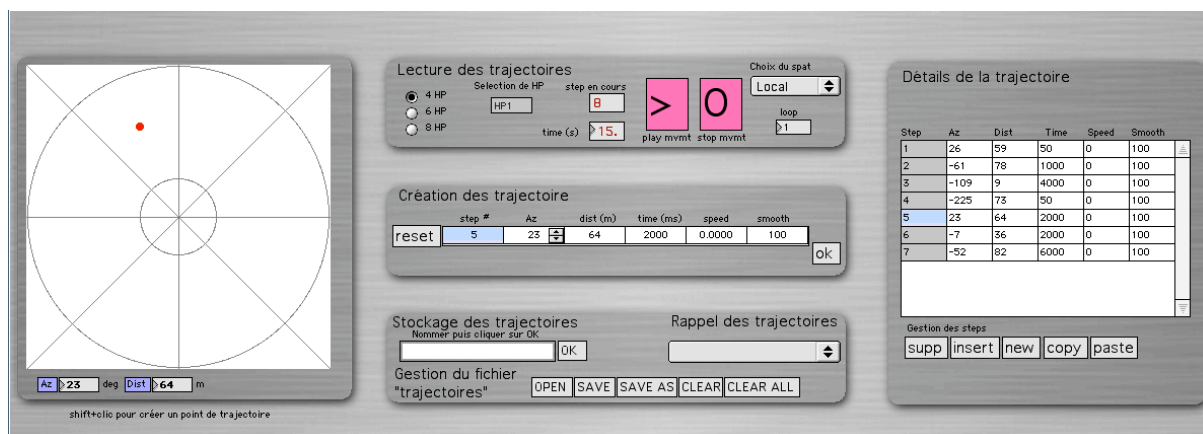 Az 23 deg Dist 64 m
shift+clic pour créer un point de trajectoire
Lecture des trajectoires
4 HP
6 HP
8 HP
Selection de HP
HP1
step en cours
8
time (s) 15.
>
O
play mvmt stop mvmt
Choix du spat
Local
loop
1
Création des trajectoire
step # Az dist (m) time (ms) speed smooth
reset 5 23 64 2000 0.0000 100
ok
Stockage des trajectoires
Nommer puis cliquer sur OK
OK
Rappel des trajectoires
Gestion du fichier
"trajectoires"
OPEN SAVE SAVE AS CLEAR CLEAR ALL
Détails de la trajectoire
Step Az Dist Time Speed Smooth
1 26 59 50 0 100
2 -61 78 1000 0 100
3 -109 9 4000 0 100
4 -225 73 50 0 100
5 23 64 2000 0 100
6 -7 36 2000 0 100
7 -52 82 6000 0 100
Gestion des steps
supp insert new copy paste